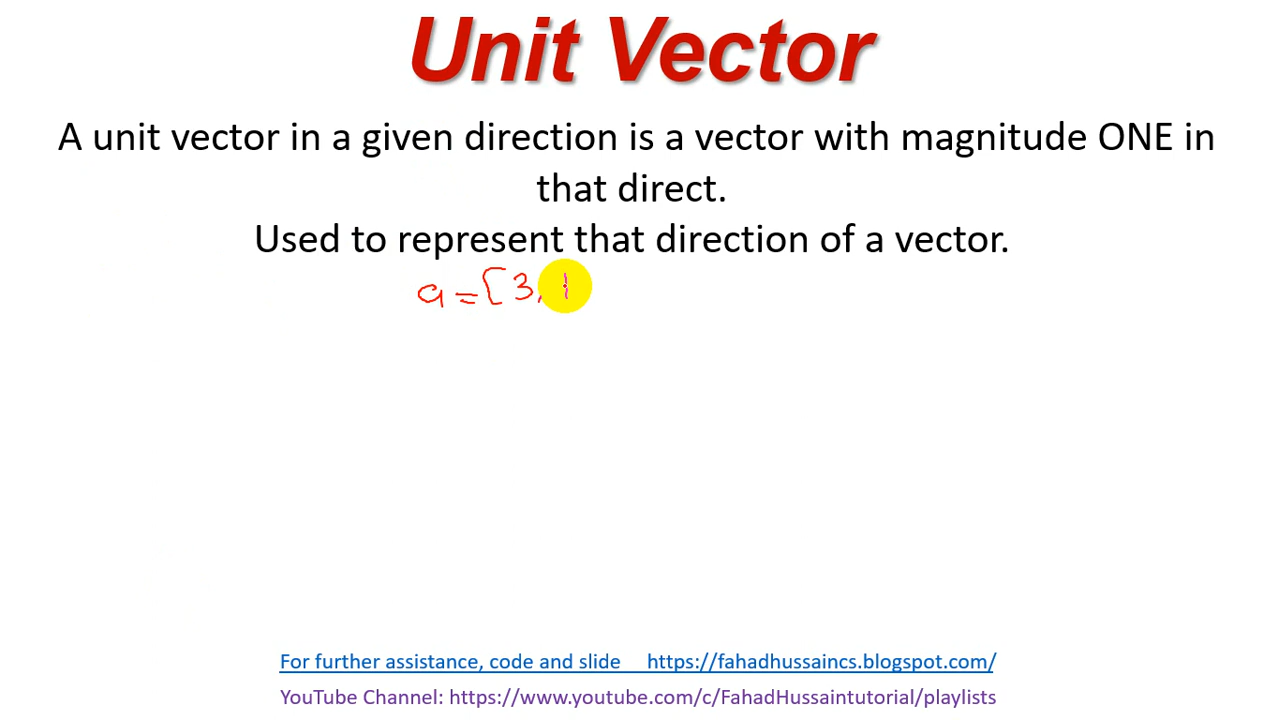 Unit Vector
A unit vector in a given direction is a vector with magnitude ONE in
that direct.
Used to represent that direction of a vector.
a = [3, 1
For further assistance, code and slide https://fahadhussaincs.blogspot.com/
YouTube Channel: https://www.youtube.com/c/FahadHussaintutorial/playlists